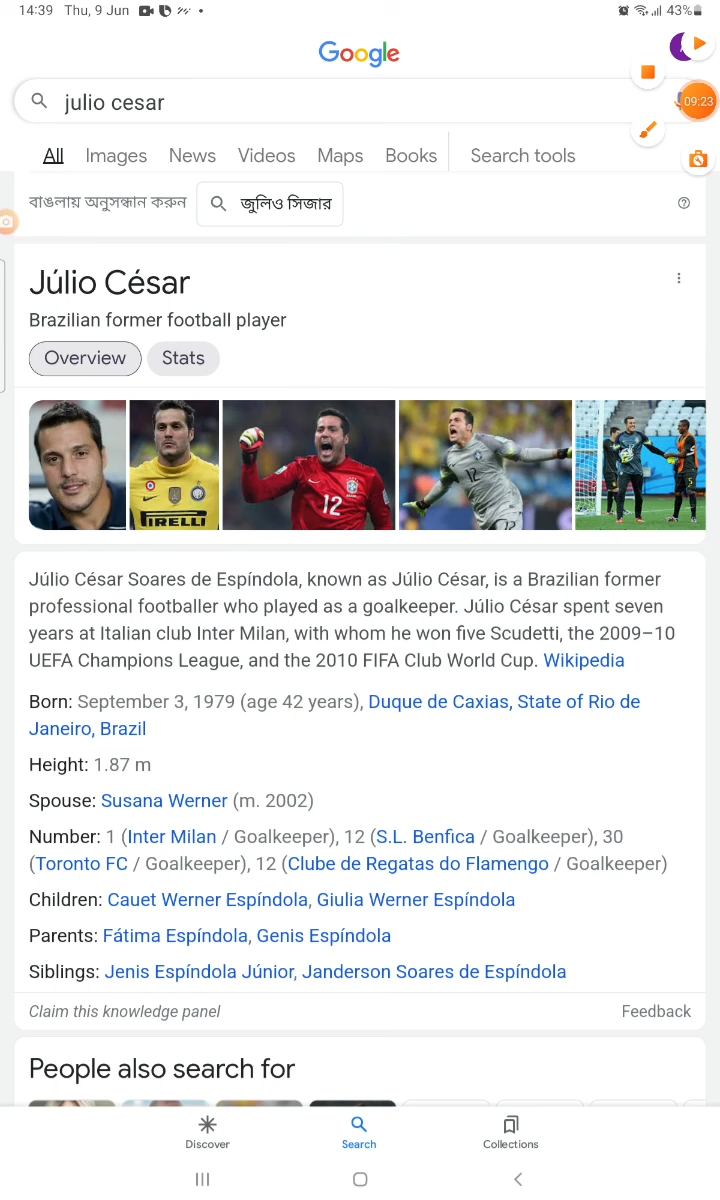 14:39 Thu, 9 Jun
43%
Google
julio cesar
09:23
All Images News Videos Maps Books Search tools
বাঙলায় অনুসন্ধান করুন জুলিও সিজার
Júlio César
Brazilian former football player
Overview Stats
PIRELLI
12
12
Júlio César Soares de Espíndola, known as Júlio César, is a Brazilian former
professional footballer who played as a goalkeeper. Júlio César spent seven
years at Italian club Inter Milan, with whom he won five Scudetti, the 2009–10
UEFA Champions League, and the 2010 FIFA Club World Cup. Wikipedia
Born: September 3, 1979 (age 42 years), Duque de Caxias, State of Rio de
Janeiro, Brazil
Height: 1.87 m
Spouse: Susana Werner (m. 2002)
Number: 1 (Inter Milan / Goalkeeper), 12 (S.L. Benfica / Goalkeeper), 30
(Toronto FC / Goalkeeper), 12 (Clube de Regatas do Flamengo / Goalkeeper)
Children: Cauet Werner Espíndola, Giulia Werner Espíndola
Parents: Fátima Espíndola, Genis Espíndola
Siblings: Jenis Espíndola Júnior, Janderson Soares de Espíndola
Claim this knowledge panel Feedback
People also search for
Discover Search Collections